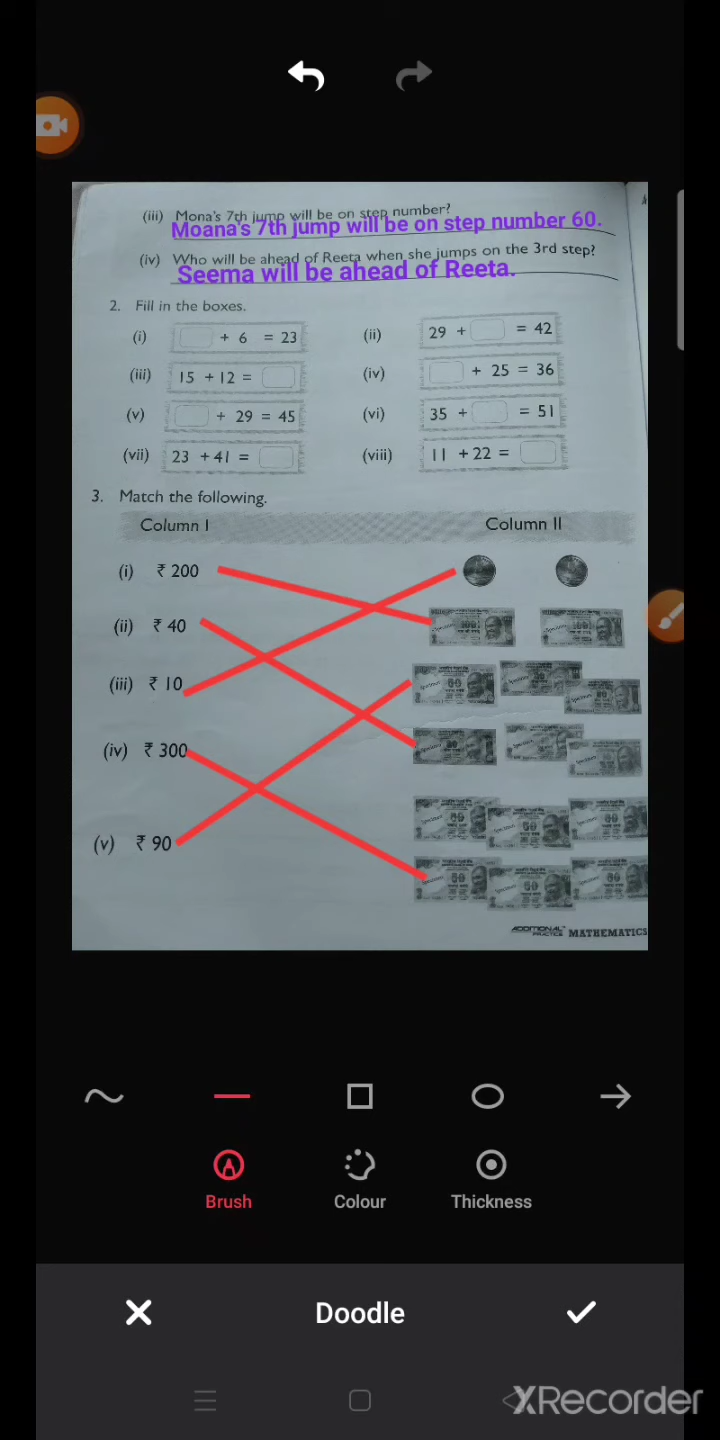 (iii) Mona's 7th jump will be on step number?
Moana's 7th jump will be on step number 60.
(iv) Who will be ahead of Reeta when she jumps on the 3rd step?
Seema will be ahead of Reeta.
2. Fill in the boxes.
(i) + 6 = 23 (ii) 29 + = 42
(iii) 15 + 12 = (iv) + 25 = 36
(v) + 29 = 45 (vi) 35 + = 51
(vii) 23 + 41 = (viii) 11 + 22 =
3. Match the following.
Column I Column II
(i) ₹ 200
(ii) ₹ 40
(iii) ₹ 10
(iv) ₹ 300
(v) ₹ 90
ADDITIONAL PRACTICE MATHEMATICS
Brush Colour Thickness
Doodle
XRecorder